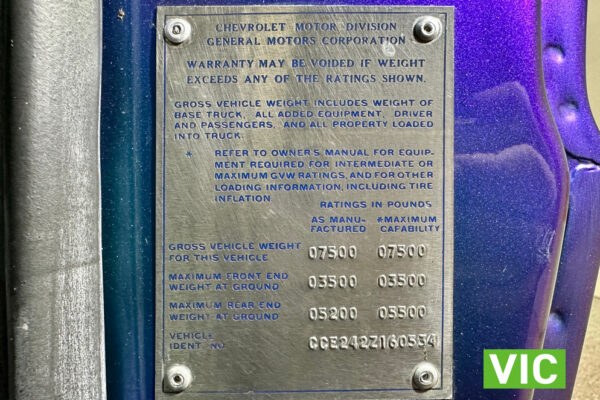 CHEVROLET MOTOR DIVISION
GENERAL MOTORS CORPORATION
WARRANTY MAY BE VOIDED IF WEIGHT
EXCEEDS ANY OF THE RATINGS SHOWN.
GROSS VEHICLE WEIGHT INCLUDES WEIGHT OF
BASE TRUCK, ALL ADDED EQUIPMENT, DRIVER
AND PASSENGERS, AND ALL PROPERTY LOADED
INTO TRUCK.
* REFER TO OWNER'S MANUAL FOR EQUIP-
MENT REQUIRED FOR INTERMEDIATE OR
MAXIMUM GVW RATINGS, AND FOR OTHER
LOADING INFORMATION, INCLUDING TIRE
INFLATION.
RATINGS IN POUNDS
AS MANU- *MAXIMUM
FACTURED CAPABILITY
GROSS VEHICLE WEIGHT
FOR THIS VEHICLE 07500 07500
MAXIMUM FRONT END
WEIGHT AT GROUND 03500 03500
MAXIMUM REAR END
WEIGHT AT GROUND 05200 05500
VEHICLE
IDENT. NO. CCE242Z160534
VIC